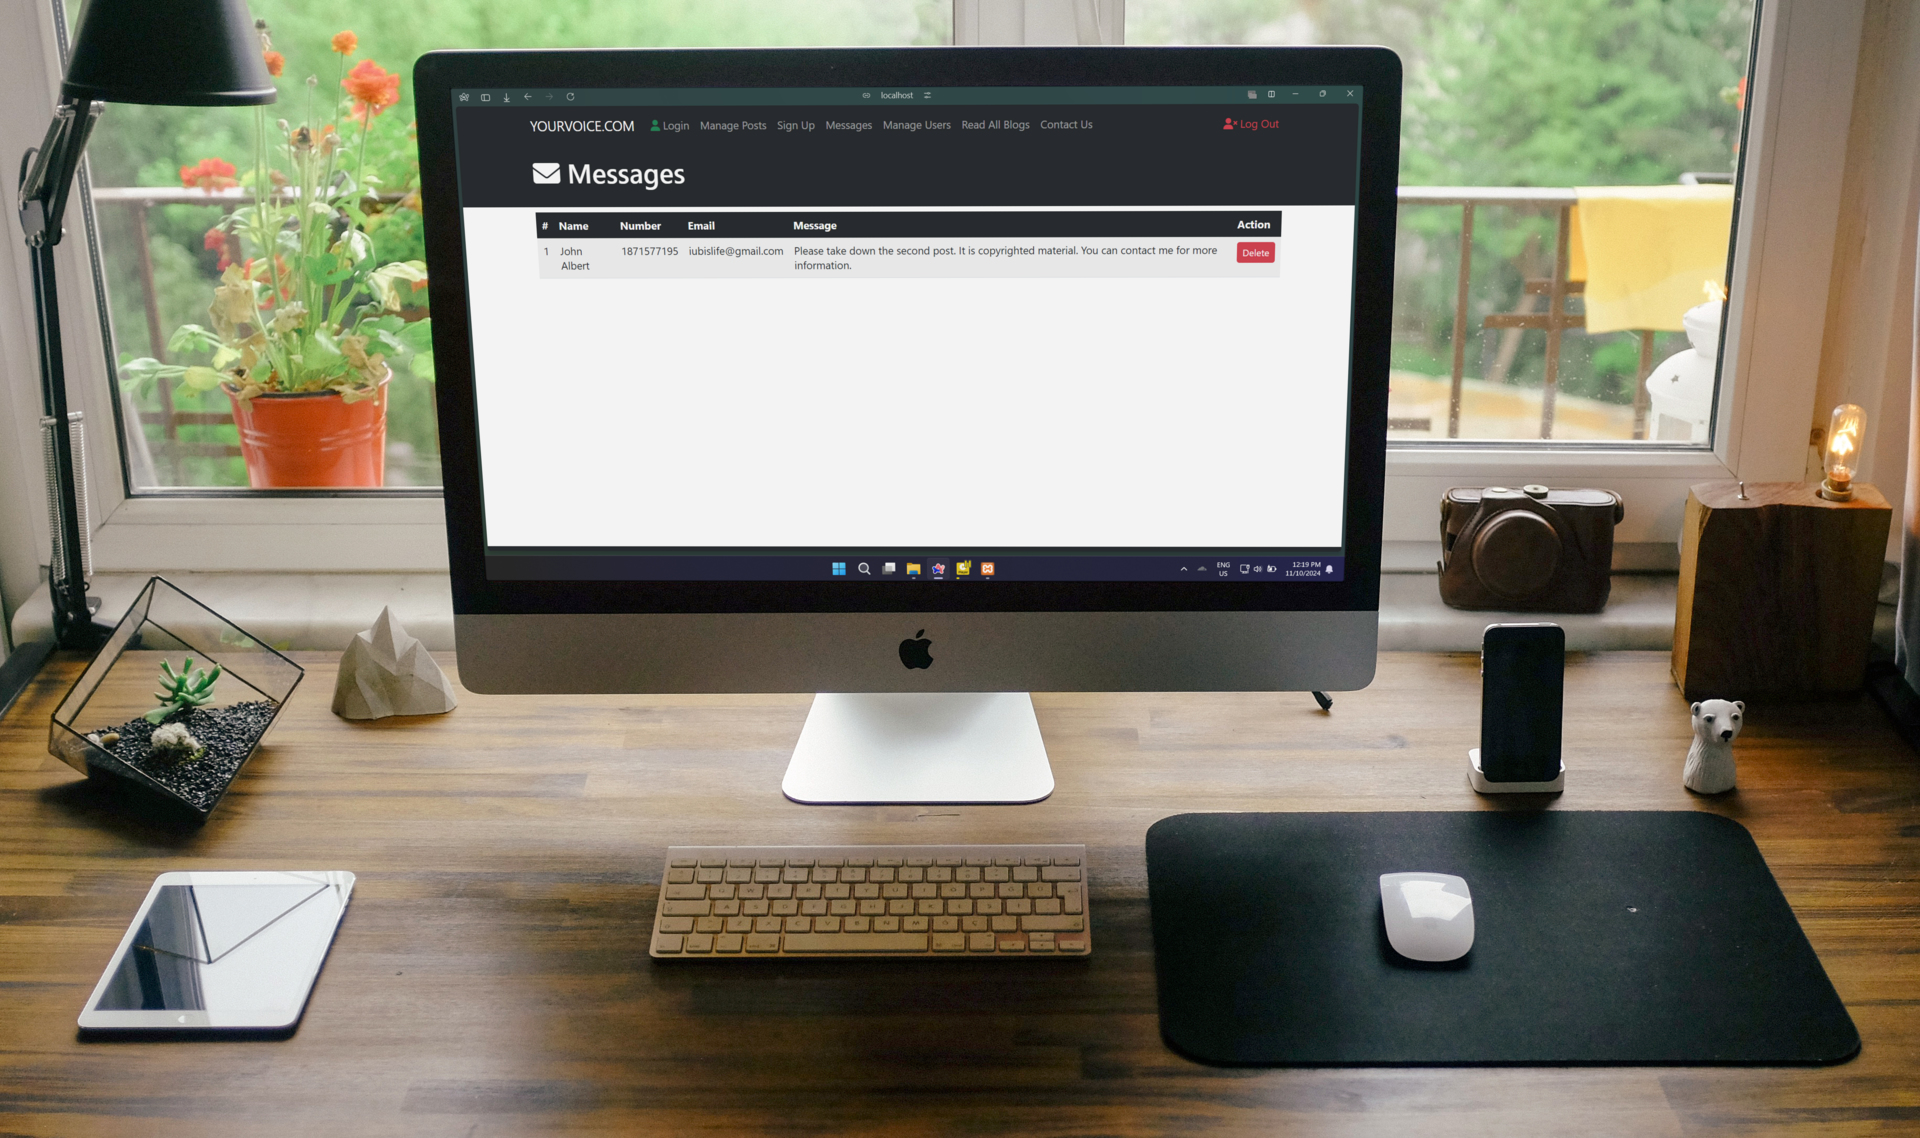 localhost
YOURVOICE.COM Login Manage Posts Sign Up Messages Manage Users Read All Blogs Contact Us Log Out
Messages
# Name Number Email Message Action
1 John 1871577195 iubislife@gmail.com Please take down the second post. It is copyrighted material. You can contact me for more Delete
Albert information.
ENG 12:19 PM
US 11/10/2024